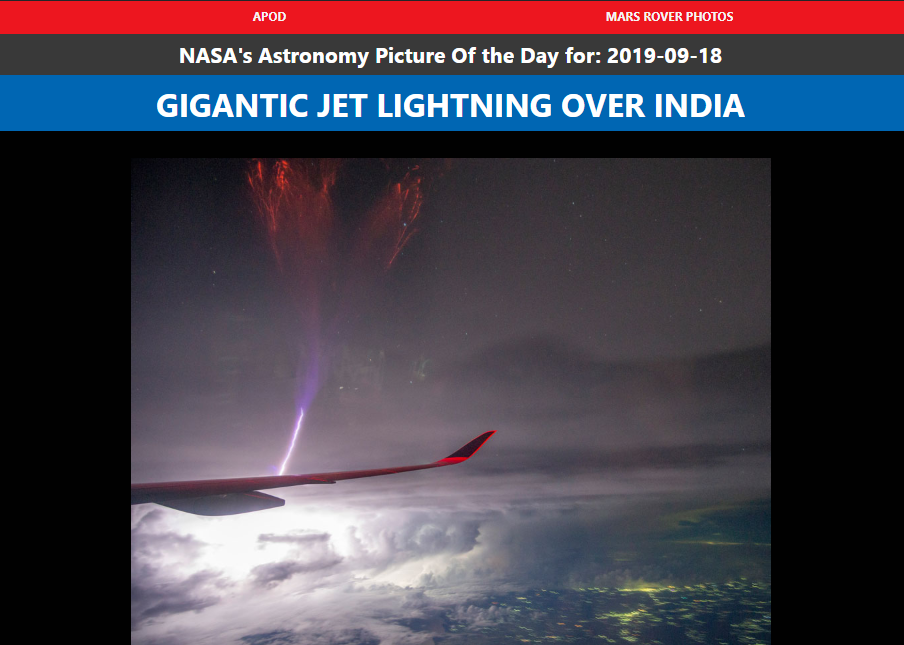 APOD
MARS ROVER PHOTOS
NASA's Astronomy Picture Of the Day for: 2019-09-18
GIGANTIC JET LIGHTNING OVER INDIA